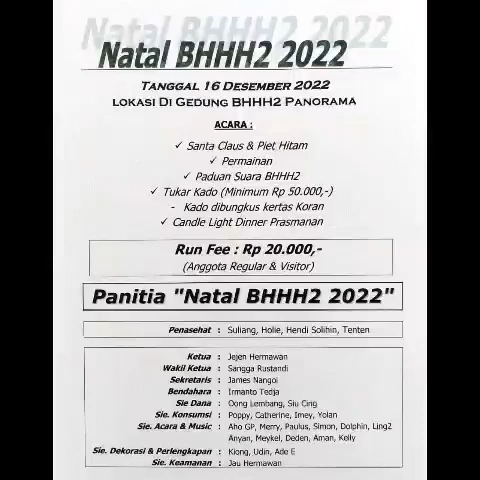 Natal BHHH2 2022
TANGGAL 16 DESEMBER 2022
LOKASI DI GEDUNG BHHH2 PANORAMA
ACARA :
✓ Santa Claus & Piet Hitam
✓ Permainan
✓ Paduan Suara BHHH2
✓ Tukar Kado (Minimum Rp 50.000,-)
- Kado dibungkus kertas Koran
✓ Candle Light Dinner Prasmanan
Run Fee : Rp 20.000,-
(Anggota Regular & Visitor)
Panitia "Natal BHHH2 2022"
Penasehat : Suliang, Holie, Hendi Solihin, Tenten
Ketua : Jejen Hermawan
Wakil Ketua : Sangga Rustandi
Sekretaris : James Nangoi
Bendahara : Irmanto Tedja
Sie Dana : Oong Lembang, Siu Cing
Sie. Konsumsi : Poppy, Catherine, Imey, Yolan
Sie. Acara & Music : Aho GP, Merry, Paulus, Simon, Dolphin, Ling2
Anyan, Meykel, Deden, Aman, Kelly
Sie. Dekorasi & Perlengkapan : Kiong, Udin, Ade E
Sie. Keamanan : Jau Hermawan